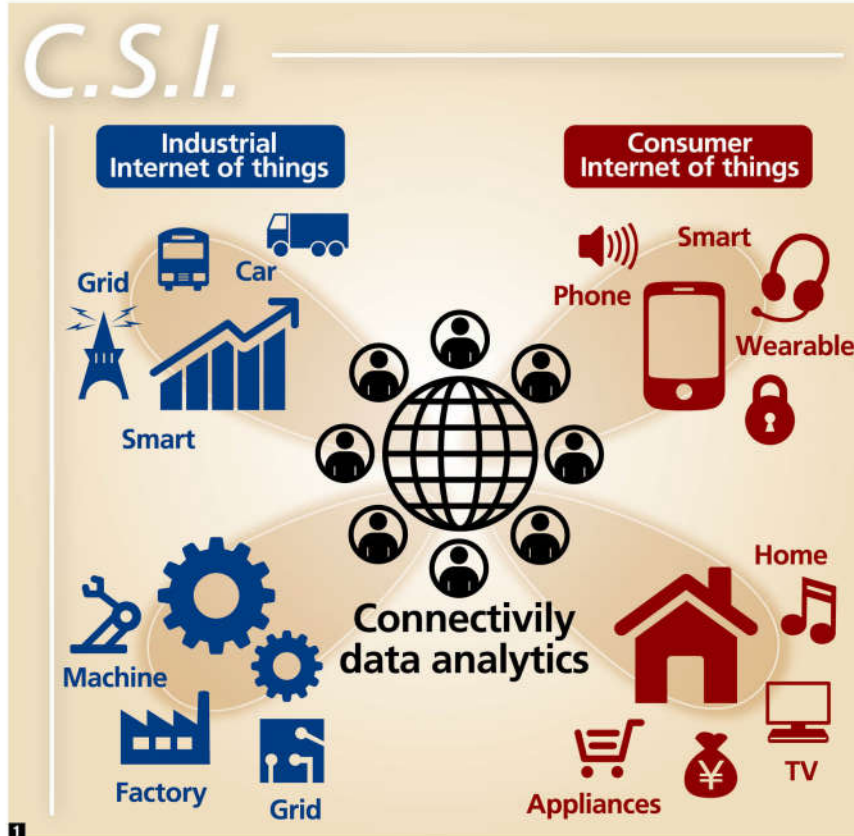 C.S.I.
Industrial
Internet of things
Consumer
Internet of things
Grid
Car
Smart
Phone
Smart
Wearable
Connectivily
data analytics
Machine
Factory
Grid
Home
¥
TV
Appliances
1